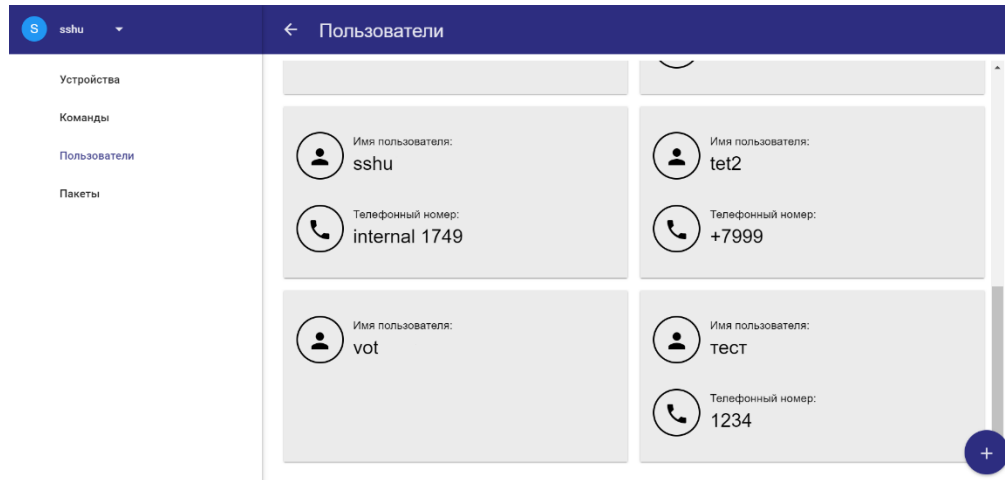 S sshu
Пользователи
Устройства
Команды
Пользователи
Пакеты
Имя пользователя:
sshu
Телефонный номер:
internal 1749
Имя пользователя:
tet2
Телефонный номер:
+7999
Имя пользователя:
vot
Имя пользователя:
тест
Телефонный номер:
1234
+